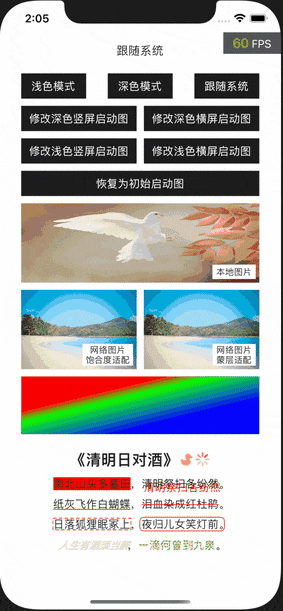 2:05
60 FPS
跟随系统
浅色模式 深色模式 跟随系统
修改深色竖屏启动图 修改深色横屏启动图
修改浅色竖屏启动图 修改浅色横屏启动图
恢复为初始启动图
本地图片
网络图片 饱合度适配
网络图片 蒙层适配
《清明日对酒》
南北山头多墓田，清明祭扫各纷然。
清明祭扫各纷然
纸灰飞作白蝴蝶，泪血染成红杜鹃。
日落狐狸眠冢上，夜归儿女笑灯前。
人生有酒须当醉，一滴何曾到九泉。